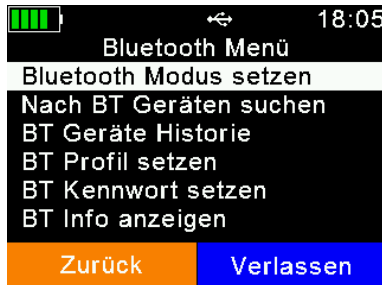 18:05
Bluetooth Menü
Bluetooth Modus setzen
Nach BT Geräten suchen
BT Geräte Historie
BT Profil setzen
BT Kennwort setzen
BT Info anzeigen
Zurück
Verlassen